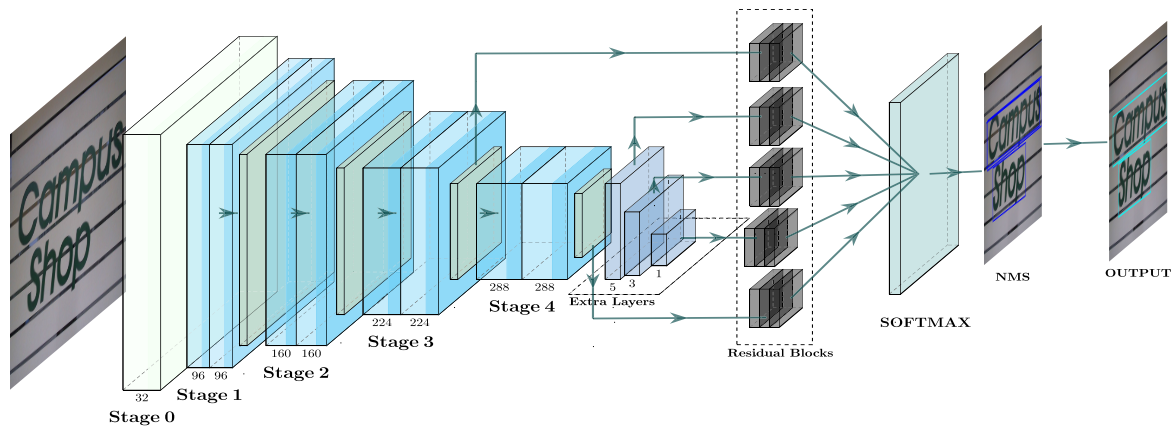 Campus
Shop
32
Stage 0
96 96
Stage 1
160 160
Stage 2
224 224
Stage 3
288 288
Stage 4
5 3 1
Extra Layers
Residual Blocks
SOFTMAX
Campus
Shop
NMS
Campus
Shop
OUTPUT